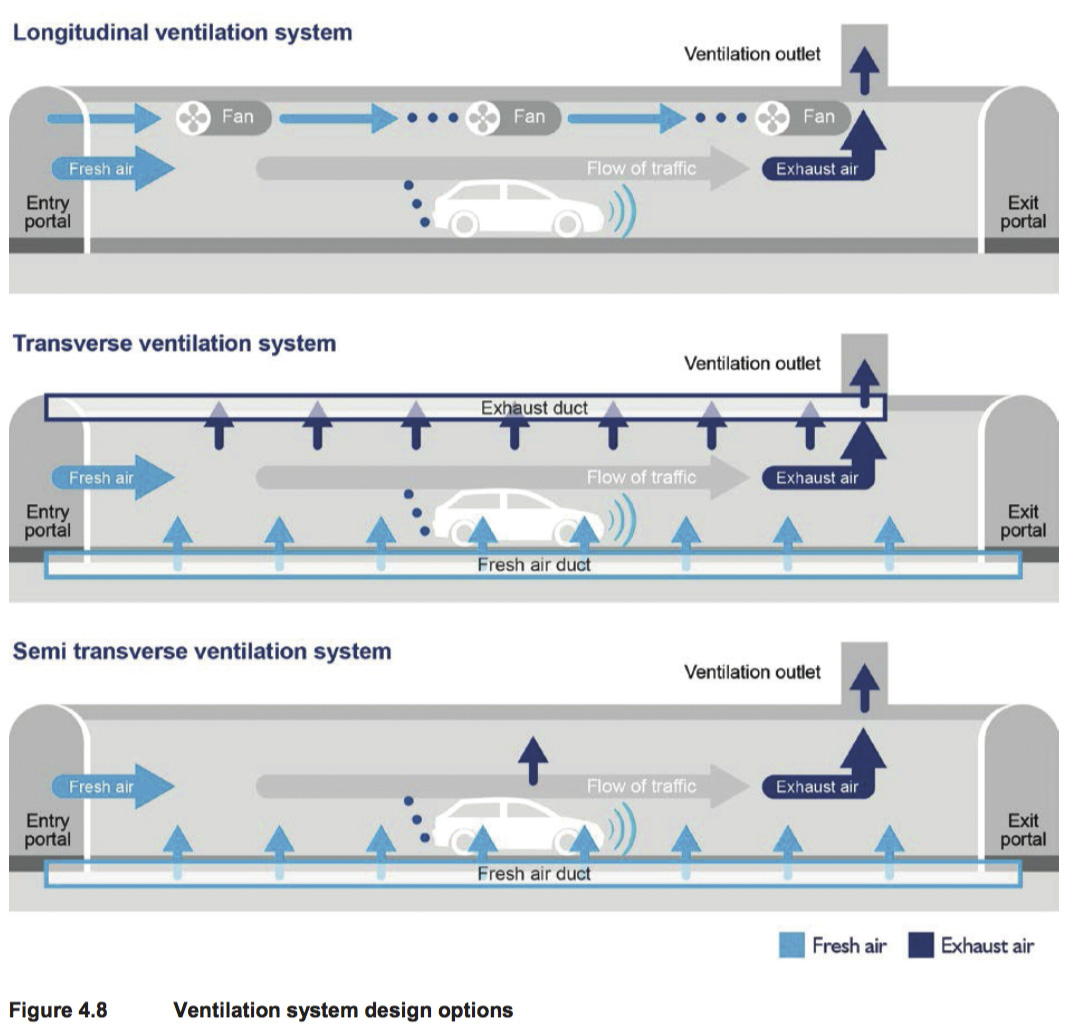 Longitudinal ventilation system
Ventilation outlet
Fan
Fan
Fan
Fresh air
Flow of traffic
Exhaust air
Entry
portal
Exit
portal
Transverse ventilation system
Ventilation outlet
Exhaust duct
Fresh air
Flow of traffic
Exhaust air
Entry
portal
Exit
portal
Fresh air duct
Semi transverse ventilation system
Ventilation outlet
Fresh air
Flow of traffic
Exhaust air
Entry
portal
Exit
portal
Fresh air duct
Fresh air
Exhaust air
Figure 4.8 Ventilation system design options